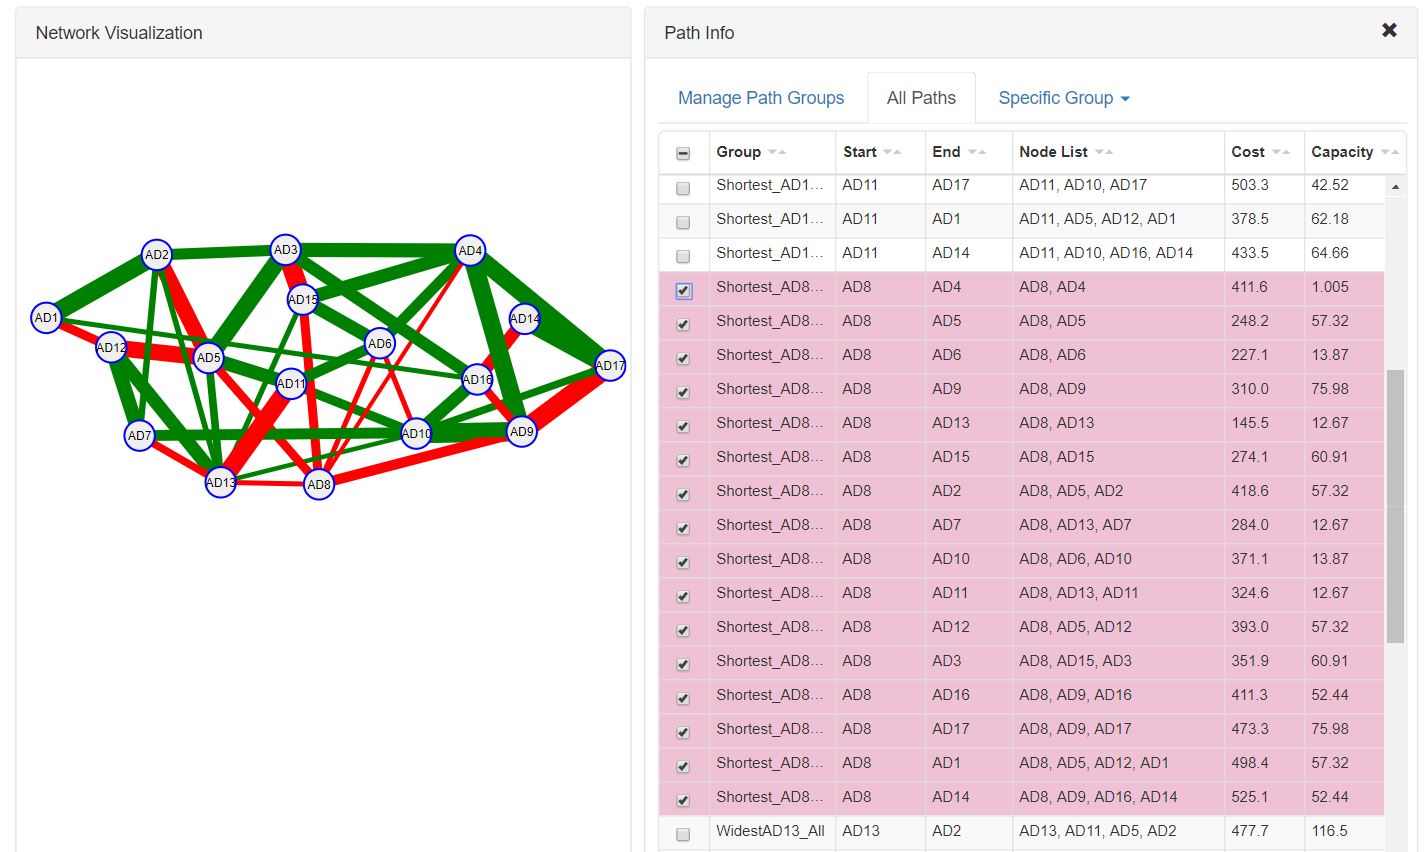 Network Visualization
AD1
AD2
AD3
AD4
AD15
AD14
AD12
AD5
AD6
AD17
AD11
AD16
AD7
AD10
AD9
AD13
AD8
Path Info
Manage Path Groups All Paths Specific Group
Group Start End Node List Cost Capacity
Shortest_AD1... AD11 AD17 AD11, AD10, AD17 503.3 42.52
Shortest_AD1... AD11 AD1 AD11, AD5, AD12, AD1 378.5 62.18
Shortest_AD1... AD11 AD14 AD11, AD10, AD16, AD14 433.5 64.66
Shortest_AD8... AD8 AD4 AD8, AD4 411.6 1.005
Shortest_AD8... AD8 AD5 AD8, AD5 248.2 57.32
Shortest_AD8... AD8 AD6 AD8, AD6 227.1 13.87
Shortest_AD8... AD8 AD9 AD8, AD9 310.0 75.98
Shortest_AD8... AD8 AD13 AD8, AD13 145.5 12.67
Shortest_AD8... AD8 AD15 AD8, AD15 274.1 60.91
Shortest_AD8... AD8 AD2 AD8, AD5, AD2 418.6 57.32
Shortest_AD8... AD8 AD7 AD8, AD13, AD7 284.0 12.67
Shortest_AD8... AD8 AD10 AD8, AD6, AD10 371.1 13.87
Shortest_AD8... AD8 AD11 AD8, AD13, AD11 324.6 12.67
Shortest_AD8... AD8 AD12 AD8, AD5, AD12 393.0 57.32
Shortest_AD8... AD8 AD3 AD8, AD15, AD3 351.9 60.91
Shortest_AD8... AD8 AD16 AD8, AD9, AD16 411.3 52.44
Shortest_AD8... AD8 AD17 AD8, AD9, AD17 473.3 75.98
Shortest_AD8... AD8 AD1 AD8, AD5, AD12, AD1 498.4 57.32
Shortest_AD8... AD8 AD14 AD8, AD9, AD16, AD14 525.1 52.44
WidestAD13_All AD13 AD2 AD13, AD11, AD5, AD2 477.7 116.5